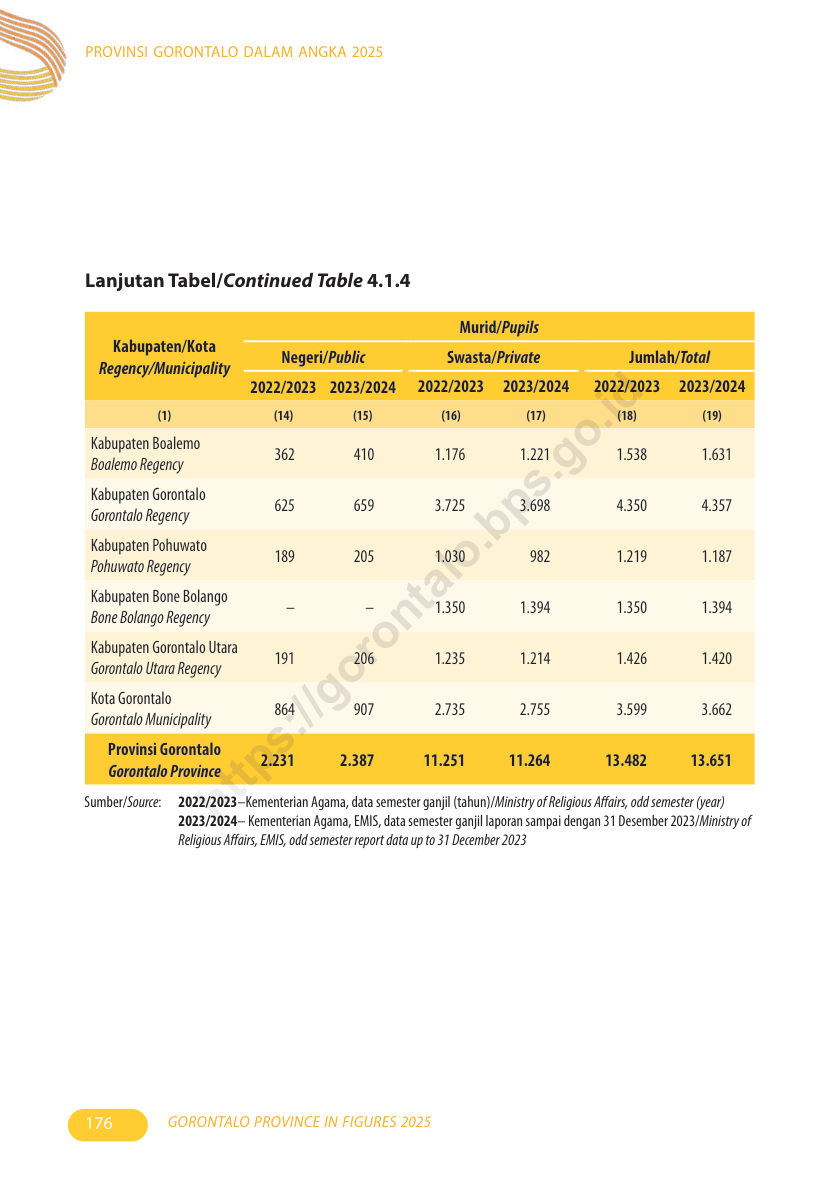 PROVINSI GORONTALO DALAM ANGKA 2025
Lanjutan Tabel/Continued Table 4.1.4
Kabupaten/Kota
Regency/Municipality
Murid/Pupils
Negeri/Public Swasta/Private Jumlah/Total
2022/2023 2023/2024 2022/2023 2023/2024 2022/2023 2023/2024
(1) (14) (15) (16) (17) (18) (19)
Kabupaten Boalemo
Boalemo Regency
362 410 1.176 1.221 1.538 1.631
Kabupaten Gorontalo
Gorontalo Regency
625 659 3.725 3.698 4.350 4.357
Kabupaten Pohuwato
Pohuwato Regency
189 205 1.030 982 1.219 1.187
Kabupaten Bone Bolango
Bone Bolango Regency
– – 1.350 1.394 1.350 1.394
Kabupaten Gorontalo Utara
Gorontalo Utara Regency
191 206 1.235 1.214 1.426 1.420
Kota Gorontalo
Gorontalo Municipality
864 907 2.735 2.755 3.599 3.662
Provinsi Gorontalo
Gorontalo Province
2.231 2.387 11.251 11.264 13.482 13.651
https://gorontalo.bps.go.id
Sumber/Source: 2022/2023–Kementerian Agama, data semester ganjil (tahun)/Ministry of Religious Affairs, odd semester (year)
2023/2024– Kementerian Agama, EMIS, data semester ganjil laporan sampai dengan 31 Desember 2023/Ministry of
Religious Affairs, EMIS, odd semester report data up to 31 December 2023
176 GORONTALO PROVINCE IN FIGURES 2025